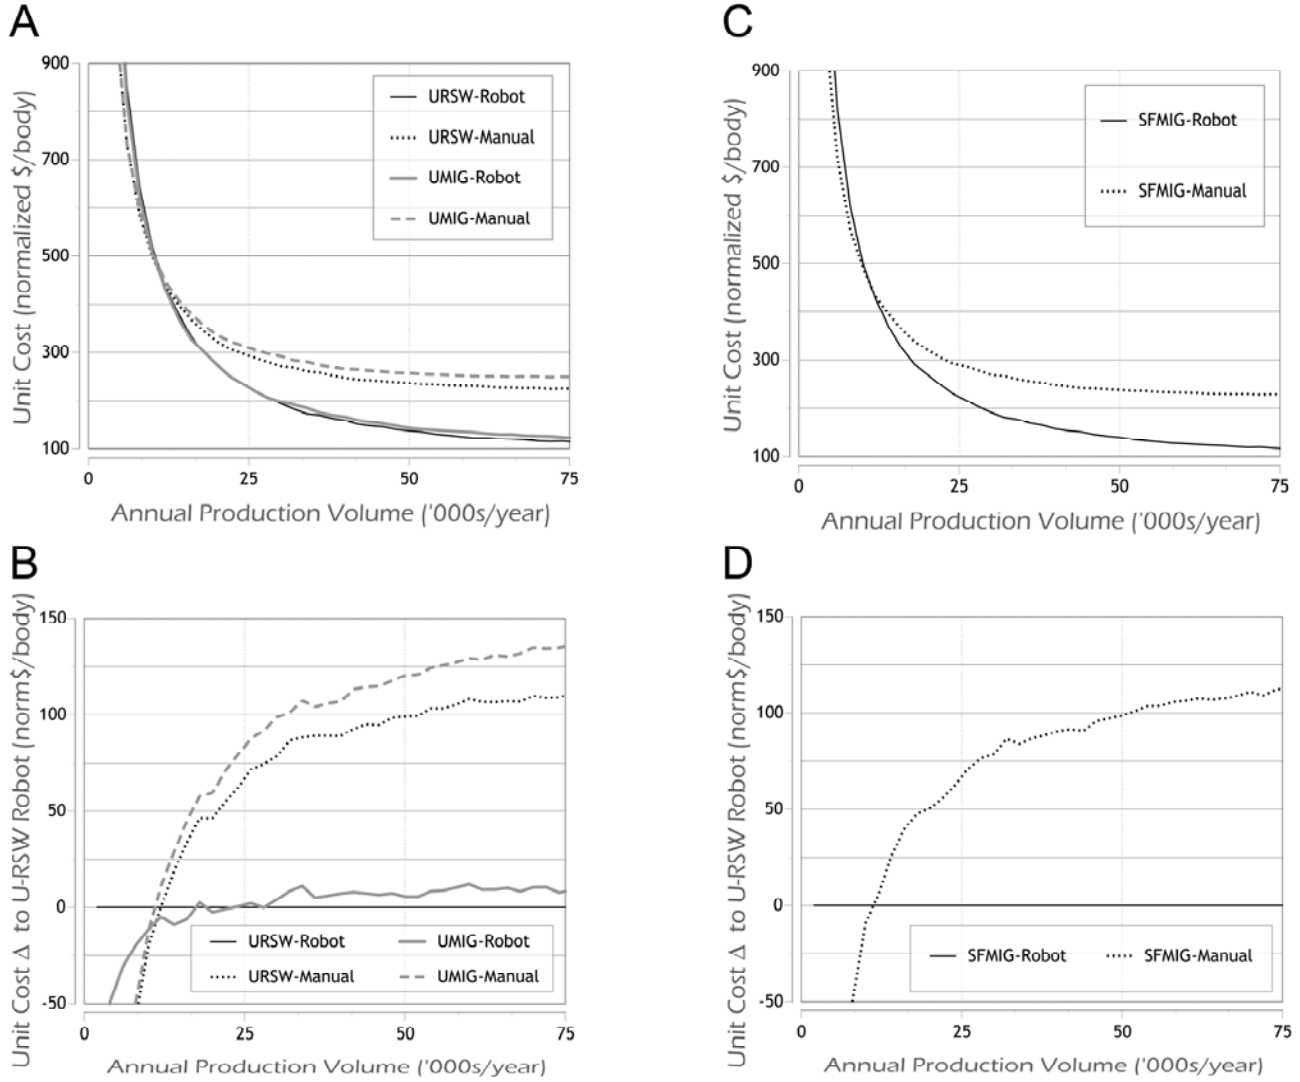 A
Unit Cost (normalized $/body)
900
700
500
300
100
URSW-Robot
URSW-Manual
UMIG-Robot
UMIG-Manual
0 25 50 75
Annual Production Volume ('000s/year)
C
Unit Cost (normalized $/body)
900
700
500
300
100
SFMIG-Robot
SFMIG-Manual
0 25 50 75
Annual Production Volume ('000s/year)
B
Unit Cost Δ to U-RSW Robot (norm$/body)
150
100
50
0
-50
URSW-Robot UMIG-Robot
URSW-Manual UMIG-Manual
0 25 50 75
Annual Production Volume ('000s/year)
D
Unit Cost Δ to U-RSW Robot (norm$/body)
150
100
50
0
-50
SFMIG-Robot SFMIG-Manual
0 25 50 75
Annual Production Volume ('000s/year)